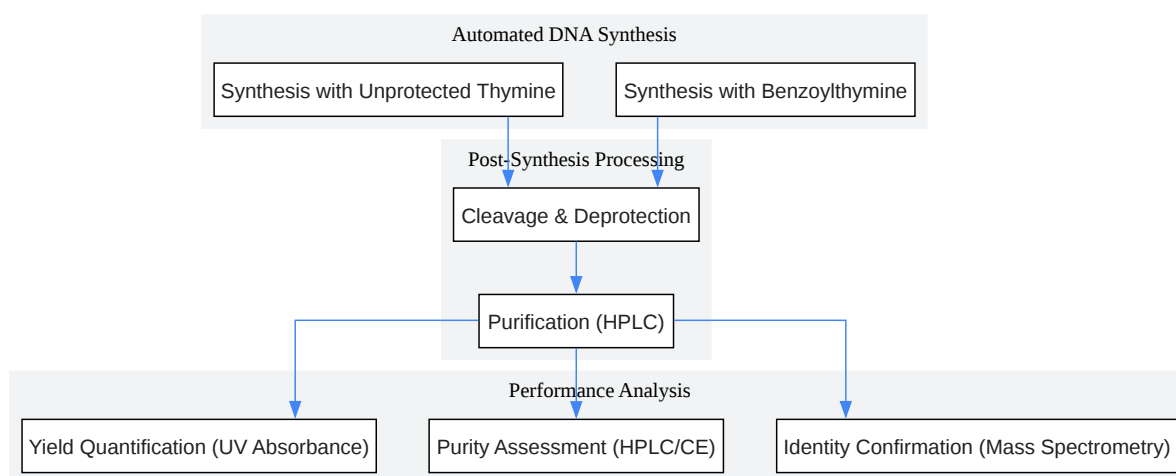 Automated DNA Synthesis
Synthesis with Unprotected Thymine
Synthesis with Benzoylthymine
Post-Synthesis Processing
Cleavage & Deprotection
Purification (HPLC)
Performance Analysis
Yield Quantification (UV Absorbance)
Purity Assessment (HPLC/CE)
Identity Confirmation (Mass Spectrometry)